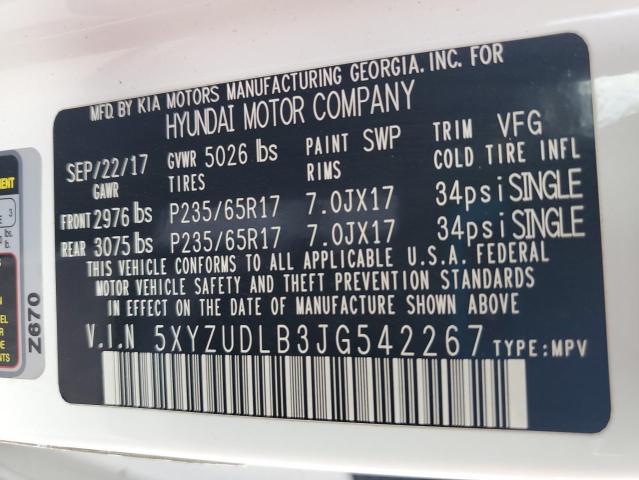 MFD. BY KIA MOTORS MANUFACTURING GEORGIA. INC. FOR
HYUNDAI MOTOR COMPANY
SEP/22/17 GVWR 5026 lbs PAINT SWP TRIM VFG
GAWR TIRES RIMS COLD TIRE INFL
FRONT 2976 lbs P235/65R17 7.0JX17 34psi SINGLE
REAR 3075 lbs P235/65R17 7.0JX17 34psi SINGLE
THIS VEHICLE CONFORMS TO ALL APPLICABLE U.S.A. FEDERAL
MOTOR VEHICLE SAFETY AND THEFT PREVENTION STANDARDS
IN EFFECT ON THE DATE OF MANUFACTURE SHOWN ABOVE.
V.I.N 5XYZUDLB3JG542267 TYPE:MPV
Z670
3
lbs.
lb.